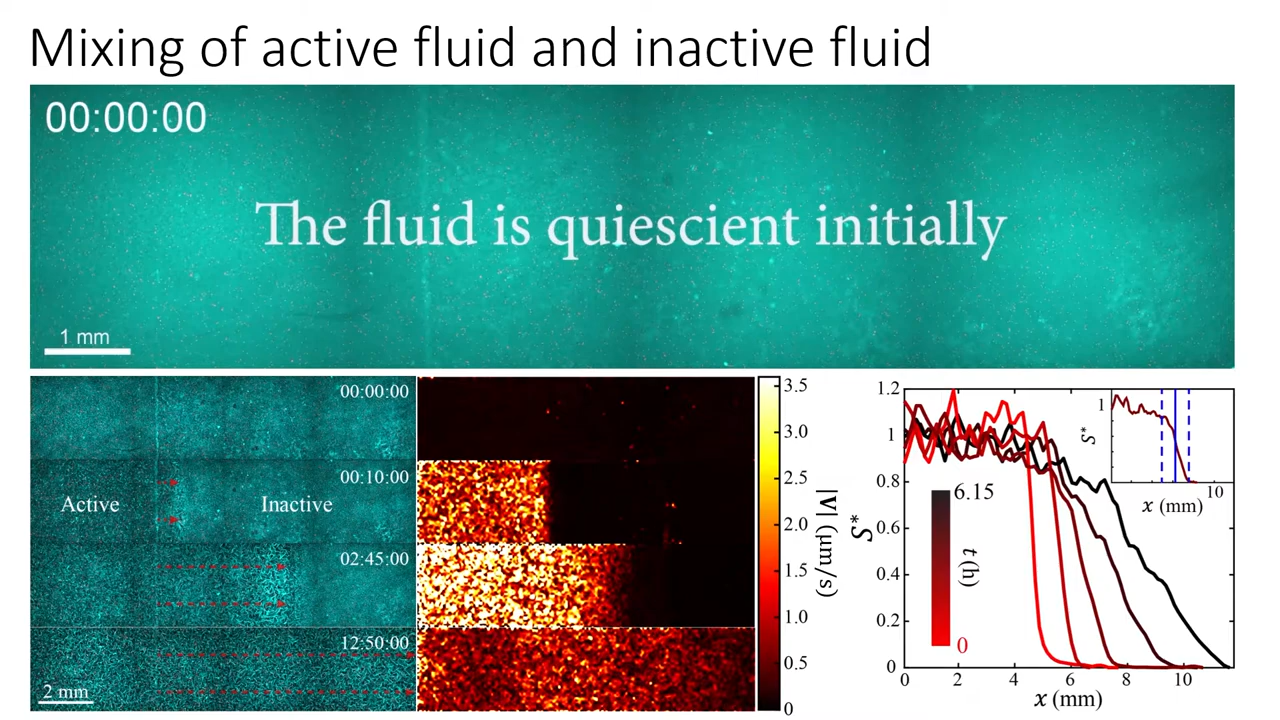 Mixing of active fluid and inactive fluid
00:00:00
The fluid is quiescient initially
1 mm
00:00:00
00:10:00
Active
Inactive
02:45:00
12:50:00
2 mm
3.5
3.0
2.5
2.0
1.5
1.0
0.5
0
|V| (μm/s)
1.2
1
0.8
0.6
0.4
0.2
0
S*
0 2 4 6 8 10
x (mm)
6.15
t (h)
0
1
S*
10
x (mm)